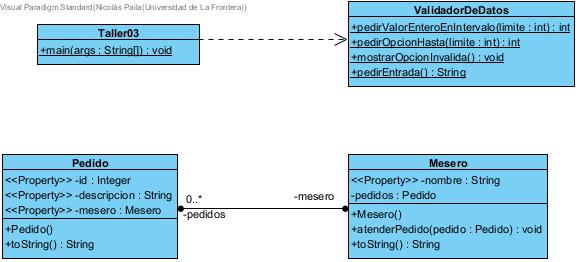 Visual Paradigm Standard(Nicolás Paila(Universidad de La Frontera))
Taller03
+main(args : String[]) : void
ValidadorDeDatos
+pedirValorEnteroEnIntervalo(limite : int) : int
+pedirOpcionHasta(limite : int) : int
+mostrarOpcionInvalida() : void
+pedirEntrada() : String
Pedido
<<Property>> -id : Integer
<<Property>> -descripcion : String
<<Property>> -mesero : Mesero
+Pedido()
+toString() : String
0..*
-pedidos
-mesero
Mesero
<<Property>> -nombre : String
-pedidos : Pedido
+Mesero()
+atenderPedido(pedido : Pedido) : void
+toString() : String